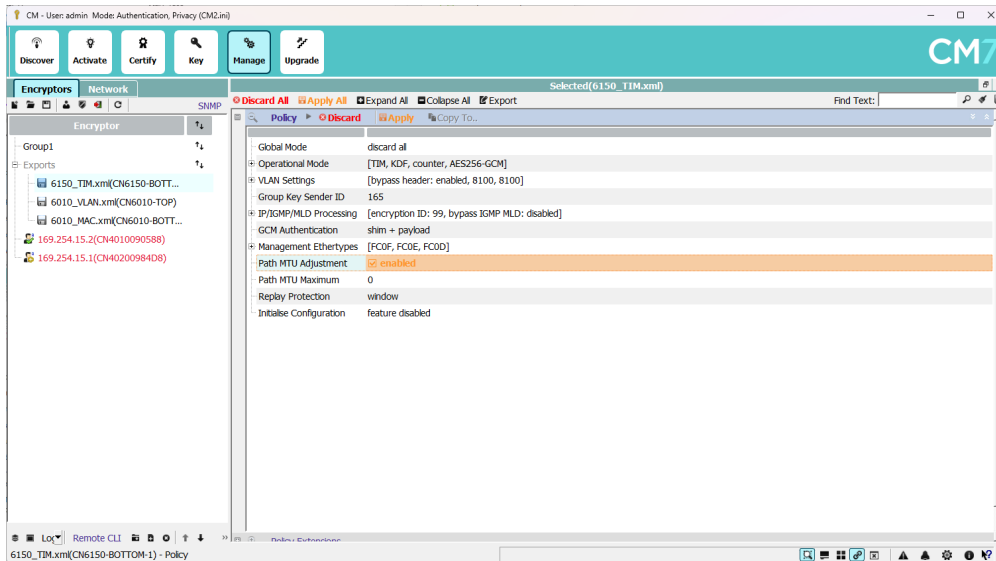 CM - User: admin Mode: Authentication, Privacy (CM2.ini)
Discover Activate Certify Key Manage Upgrade
CM7
Encryptors Network
Selected(6150_TIM.xml)
SNMP
Discard All Apply All Expand All Collapse All Export Find Text:
Encryptor
Policy Discard Apply Copy To..
Group1
Exports
6150_TIM.xml(CN6150-BOTT...
6010_VLAN.xml(CN6010-TOP)
6010_MAC.xml(CN6010-BOTT...
169.254.15.2(CN4010090588)
169.254.15.1(CN40200984D8)
Global Mode discard all
Operational Mode [TIM, KDF, counter, AES256-GCM]
VLAN Settings [bypass header: enabled, 8100, 8100]
Group Key Sender ID 165
IP/IGMP/MLD Processing [encryption ID: 99, bypass IGMP MLD: disabled]
GCM Authentication shim + payload
Management Ethertypes [FC0F, FC0E, FC0D]
Path MTU Adjustment enabled
Path MTU Maximum 0
Replay Protection window
Initialise Configuration feature disabled
Remote CLI
Policy Extensions
6150_TIM.xml(CN6150-BOTTOM-1) - Policy